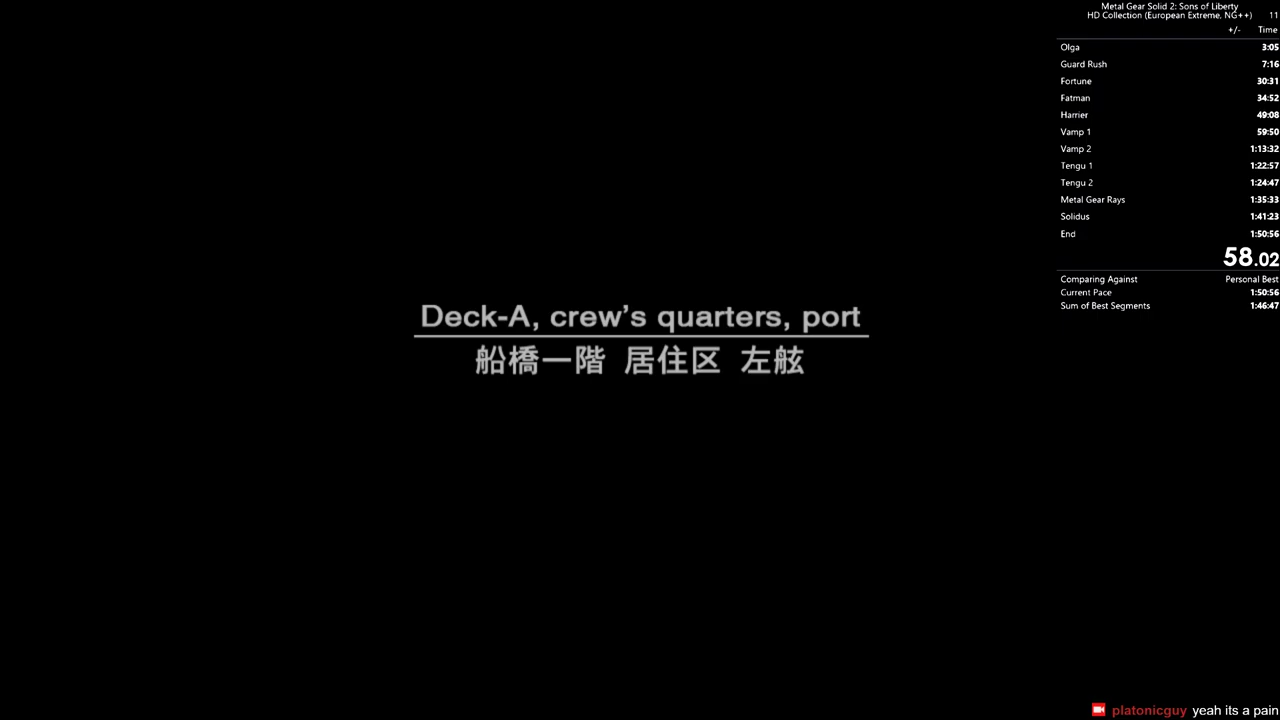 Metal Gear Solid 2: Sons of Liberty
HD Collection (European Extreme, NG++) 11
+/- Time
Olga 3:05
Guard Rush 7:16
Fortune 30:31
Fatman 34:52
Harrier 49:08
Vamp 1 59:50
Vamp 2 1:13:32
Tengu 1 1:22:57
Tengu 2 1:24:47
Metal Gear Rays 1:35:33
Solidus 1:41:23
End 1:50:56
58.02
Comparing Against Personal Best
Current Pace 1:50:56
Sum of Best Segments 1:46:47
Deck-A, crew's quarters, port
船橋一階 居住区 左舷
platonicguy yeah its a pain